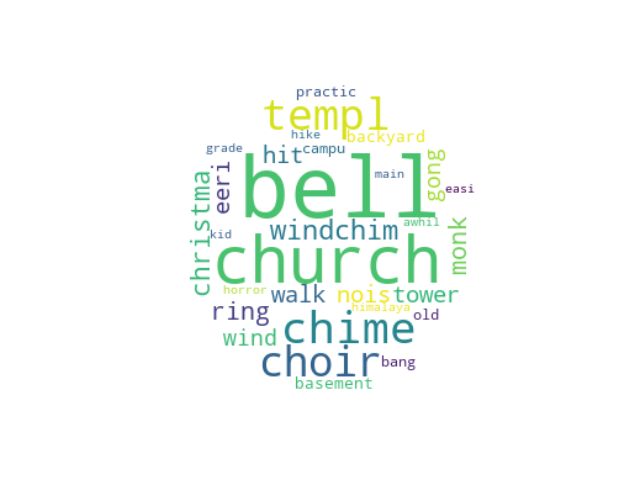 practic
templ
hike
backyard
grade
hit
campu
gong
christma
eeri
bell
main
easi
kid
windchim
awhil
monk
church
horror
walk
nois
tower
himalaya
ring
old
wind
chime
choir
bang
basement